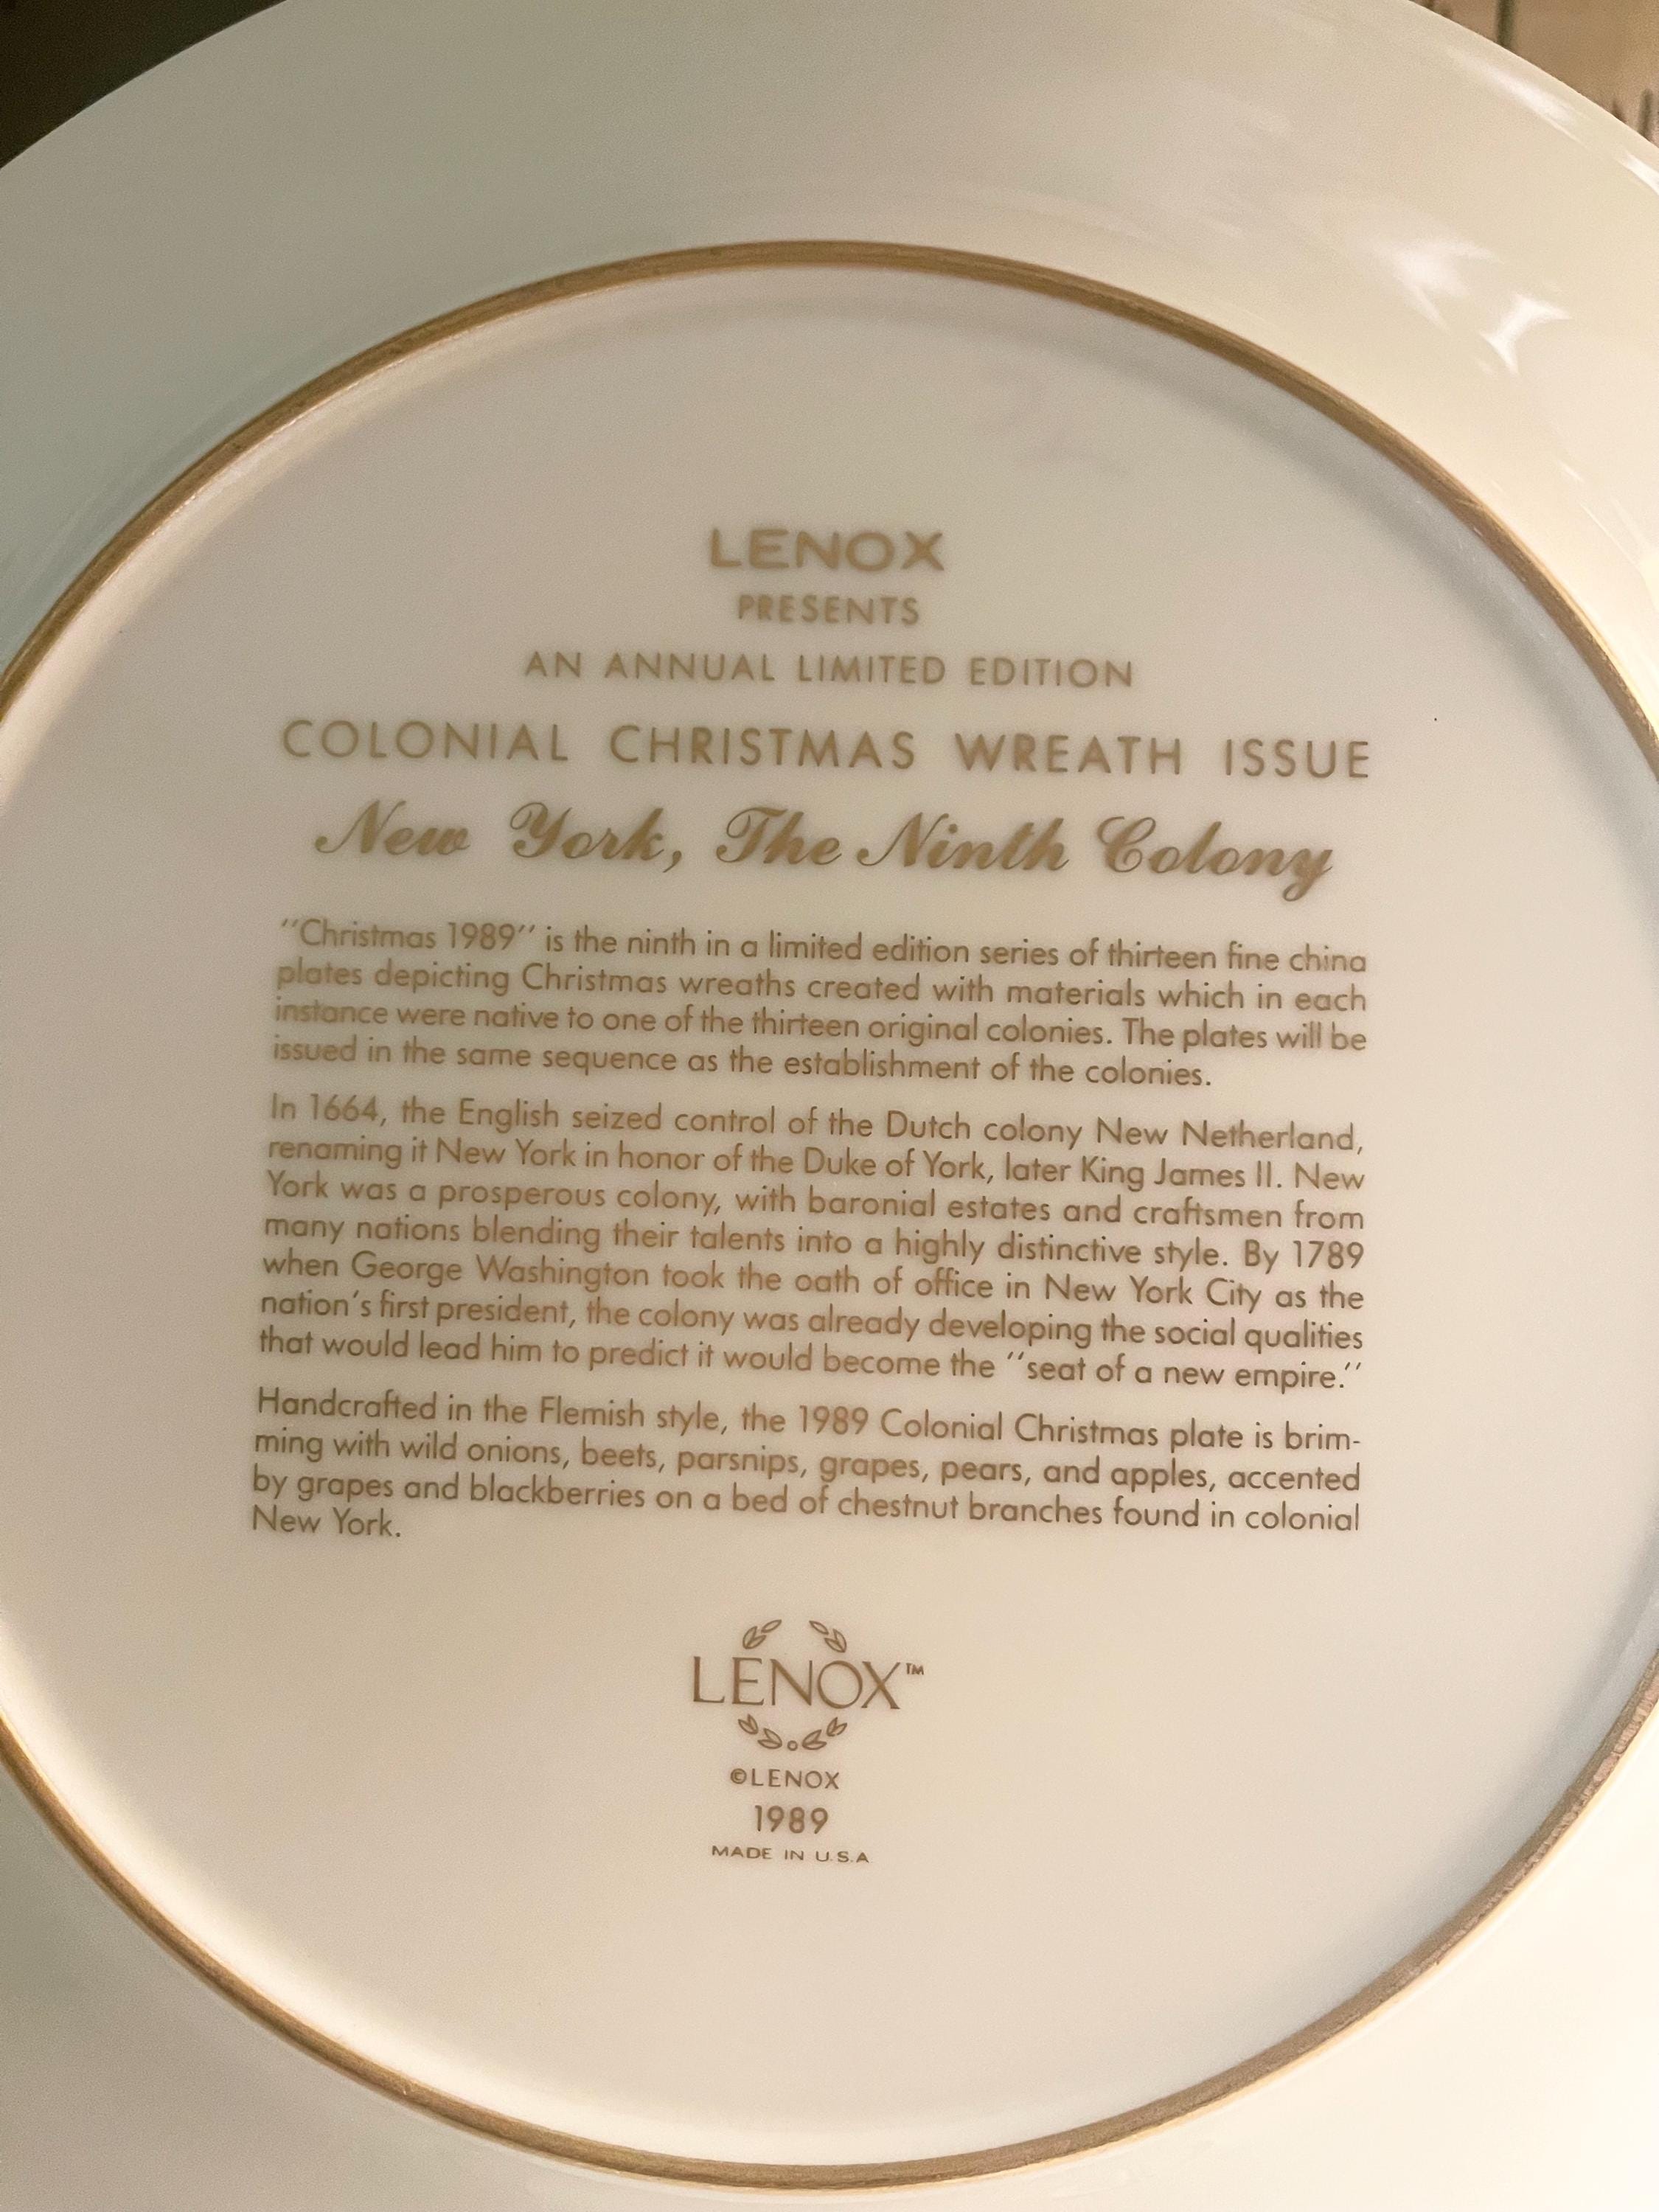 LENOX
PRESENTS
AN ANNUAL LIMITED EDITION
COLONIAL CHRISTMAS WREATH ISSUE
New York, The Ninth Colony
"Christmas 1989" is the ninth in a limited edition series of thirteen fine china
plates depicting Christmas wreaths created with materials which in each
instance were native to one of the thirteen original colonies. The plates will be
issued in the same sequence as the establishment of the colonies.
In 1664, the English seized control of the Dutch colony New Netherland,
renaming it New York in honor of the Duke of York, later King James II. New
York was a prosperous colony, with baronial estates and craftsmen from
many nations blending their talents into a highly distinctive style. By 1789
when George Washington took the oath of office in New York City as the
nation's first president, the colony was already developing the social qualities
that would lead him to predict it would become the "seat of a new empire."
Handcrafted in the Flemish style, the 1989 Colonial Christmas plate is brim-
ming with wild onions, beets, parsnips, grapes, pears, and apples, accented
by grapes and blackberries on a bed of chestnut branches found in colonial
New York.
LENOX™
©LENOX
1989
MADE IN U.S.A